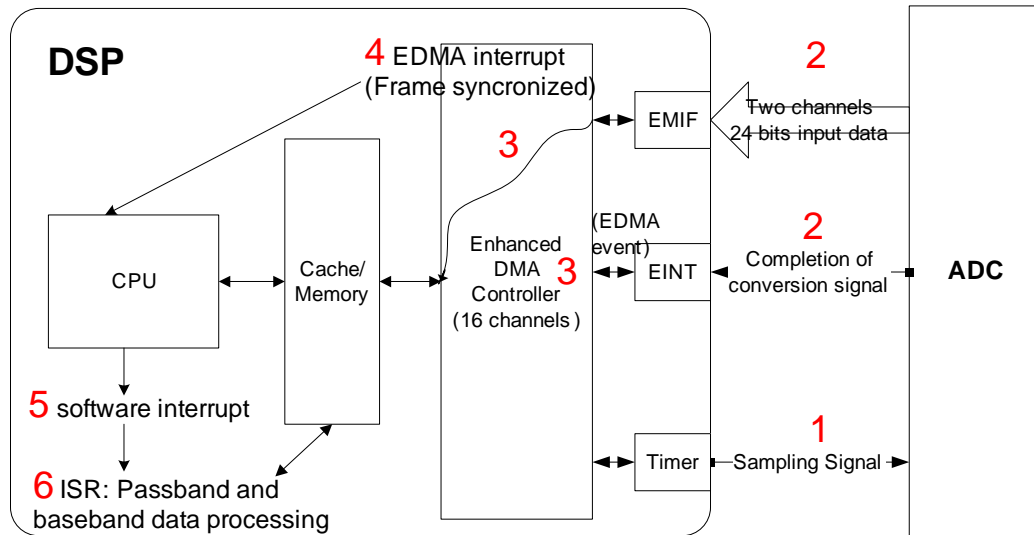 DSP
4 EDMA interrupt
(Frame syncronized)
2
Two channels
24 bits input data
EMIF
3
(EDMA
event)
2
CPU
Cache/
Memory
Enhanced
DMA
Controller
(16 channels)
3
EINT
Completion of
conversion signal
ADC
5 software interrupt
1
Timer
Sampling Signal
6 ISR: Passband and
baseband data processing